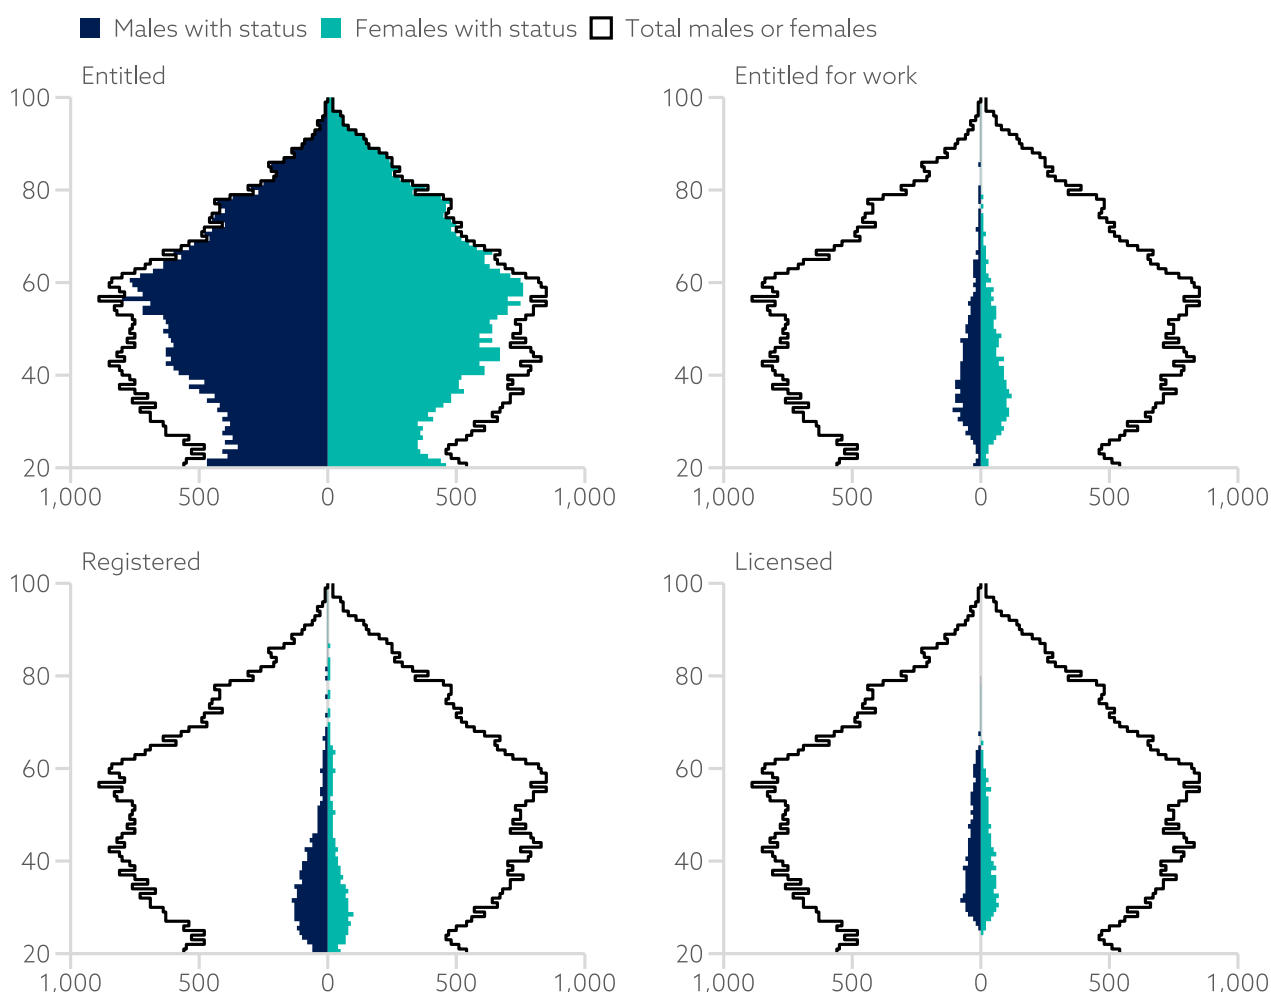 Males with status Females with status Total males or females
Entitled Entitled for work
100 100
80 80
60 60
40 40
20 20
1,000 500 0 500 1,000 1,000 500 0 500 1,000
Registered Licensed
100 100
80 80
60 60
40 40
20 20
1,000 500 0 500 1,000 1,000 500 0 500 1,000